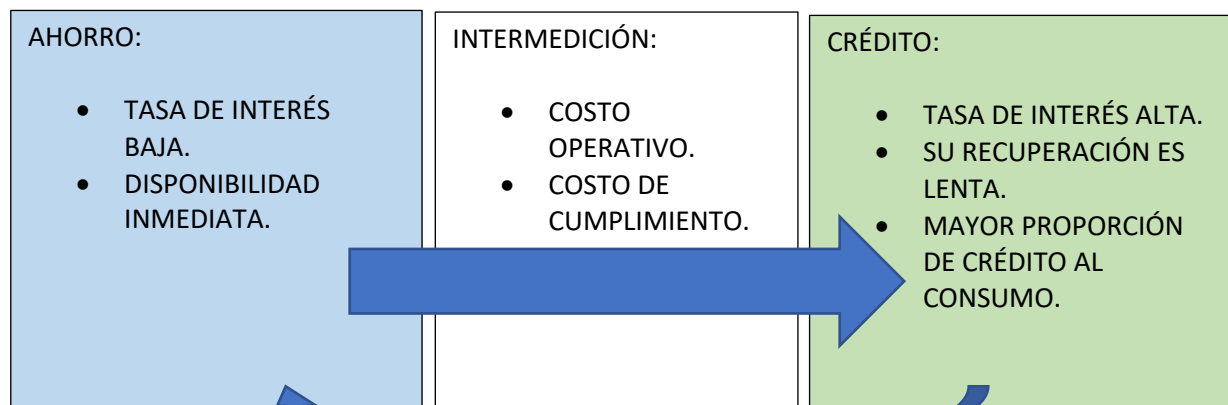 AHORRO:
• TASA DE INTERÉS
BAJA.
• DISPONIBILIDAD
INMEDIATA.
INTERMEDICIÓN:
• COSTO
OPERATIVO.
• COSTO DE
CUMPLIMIENTO.
CRÉDITO:
• TASA DE INTERÉS ALTA.
• SU RECUPERACIÓN ES
LENTA.
• MAYOR PROPORCIÓN
DE CRÉDITO AL
CONSUMO.